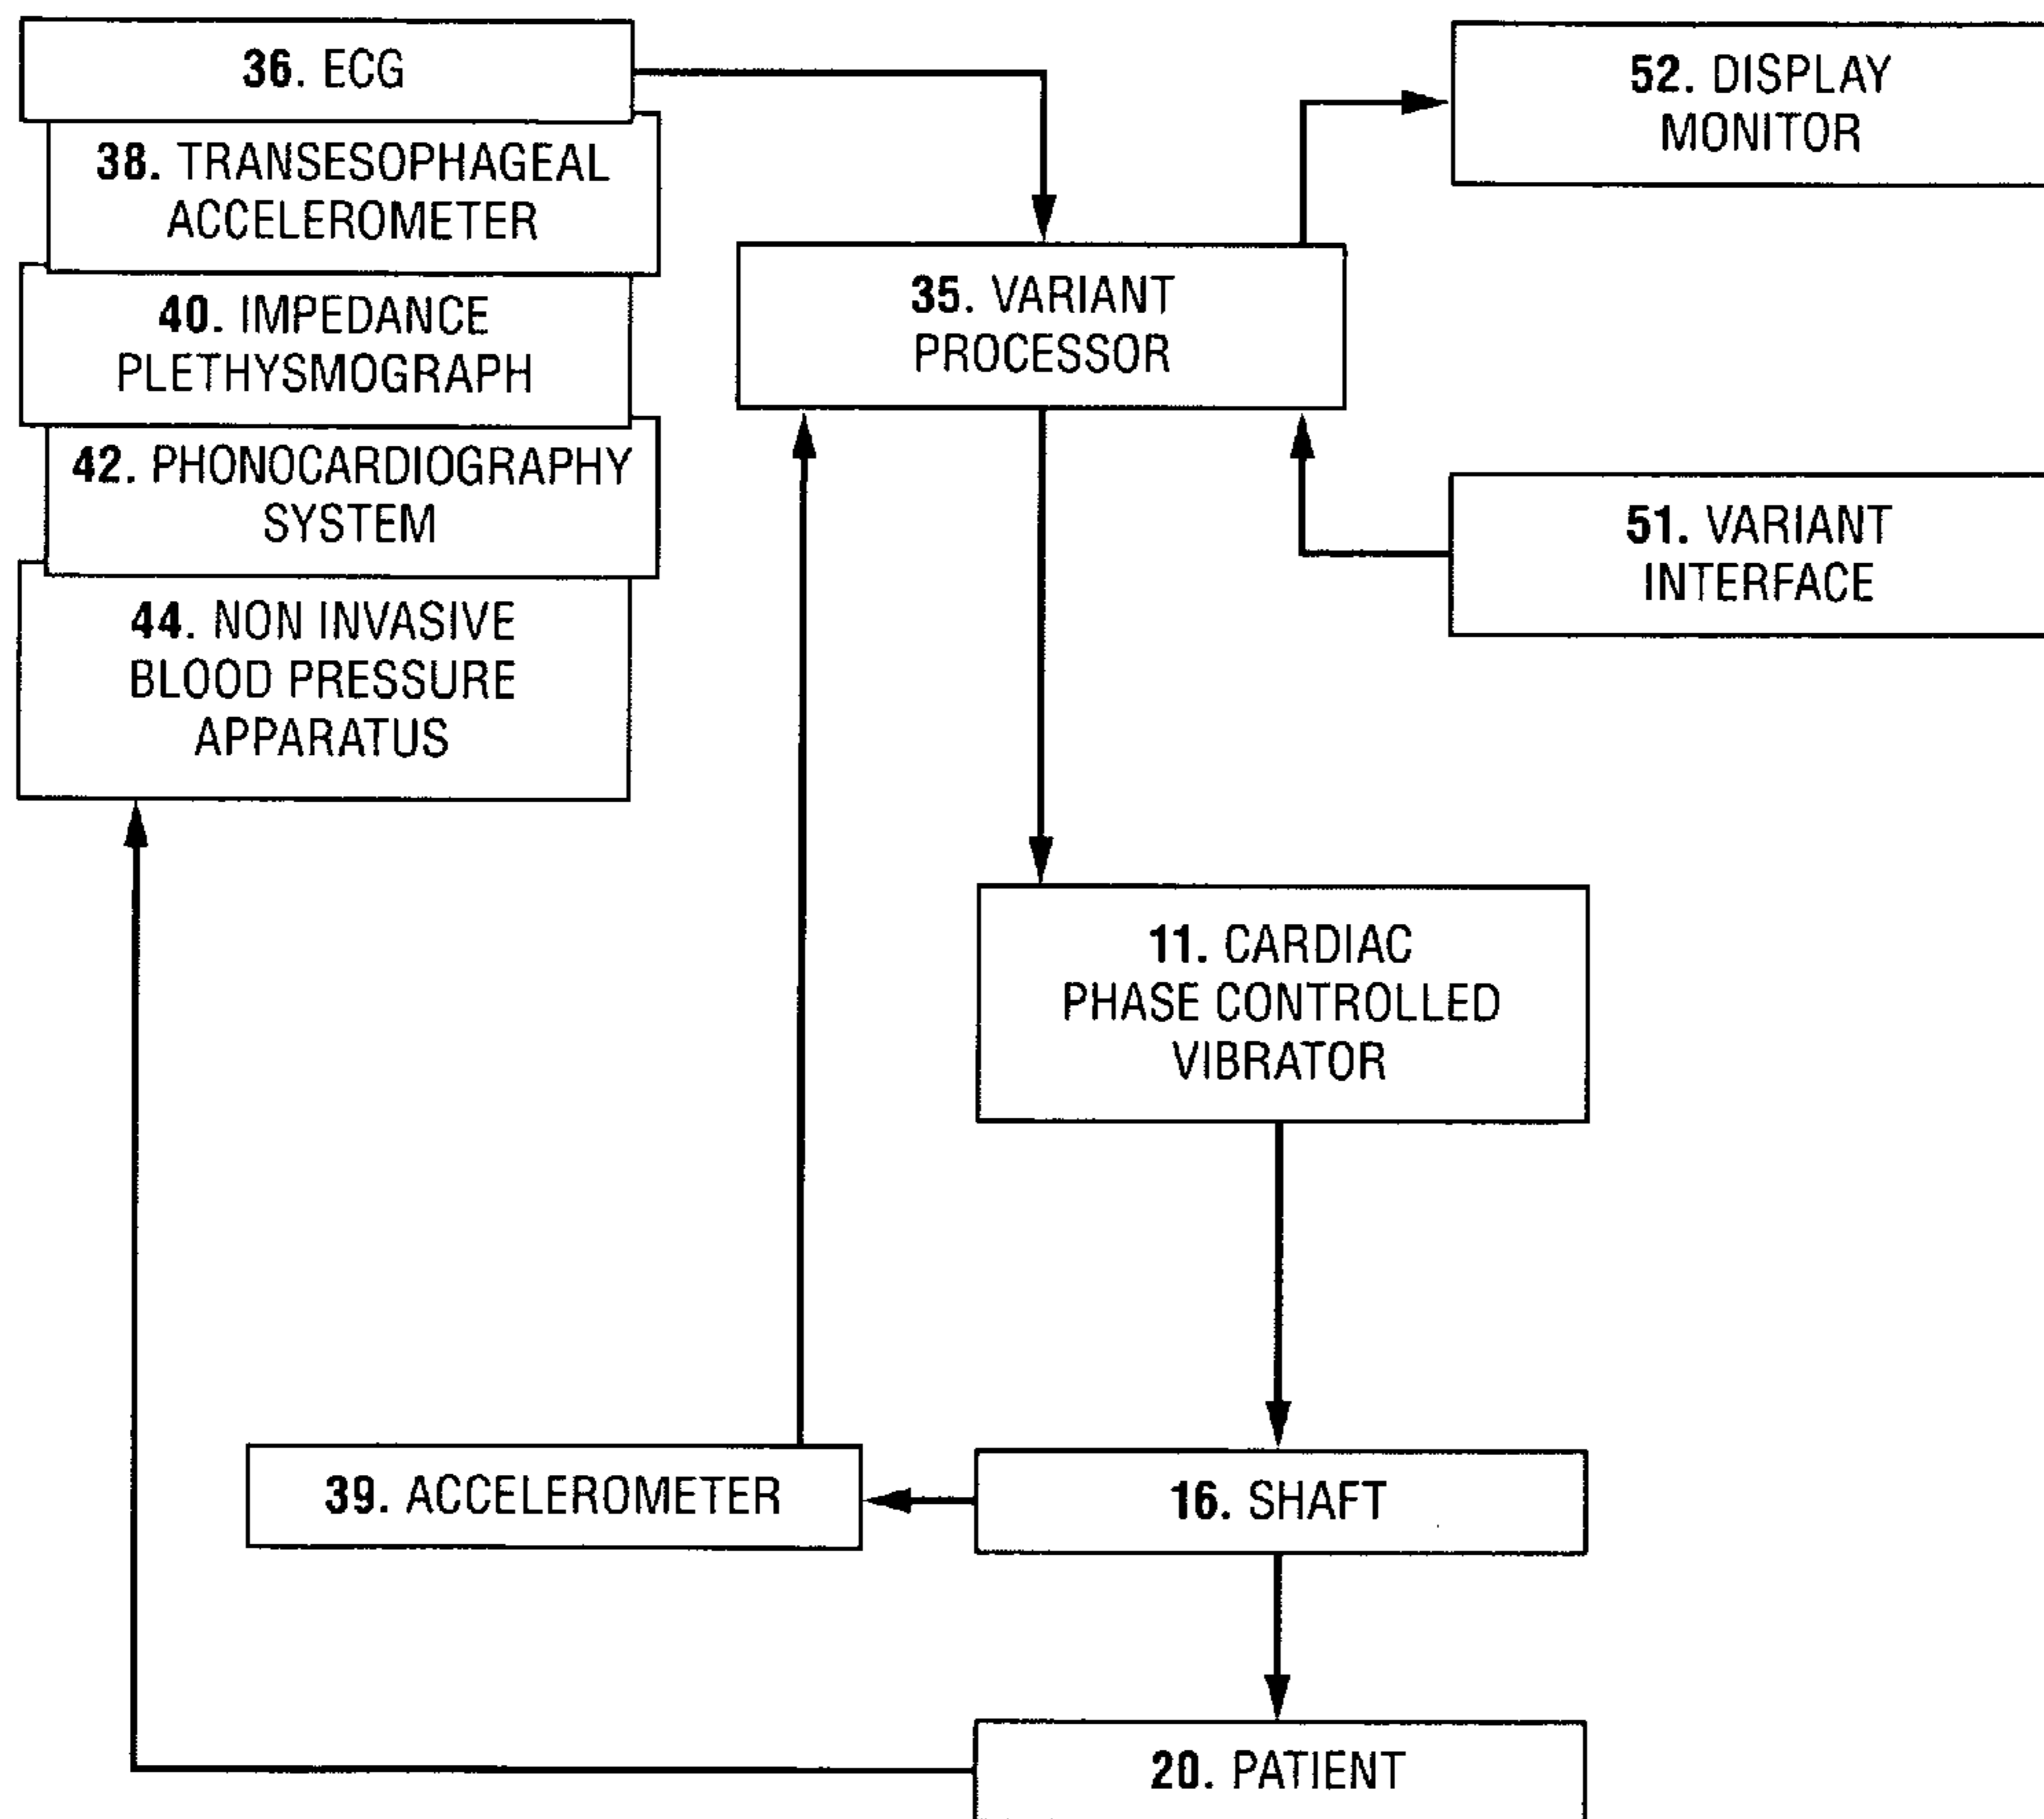 36. ECG
38. TRANSESOPHAGEAL
ACCELEROMETER
40. IMPEDANCE
PLETHYSMOGRAPH
42. PHONOCARDIOGRAPHY
SYSTEM
44. NON INVASIVE
BLOOD PRESSURE
APPARATUS
52. DISPLAY
MONITOR
35. VARIANT
PROCESSOR
51. VARIANT
INTERFACE
11. CARDIAC
PHASE CONTROLLED
VIBRATOR
39. ACCELEROMETER
16. SHAFT
20. PATIENT